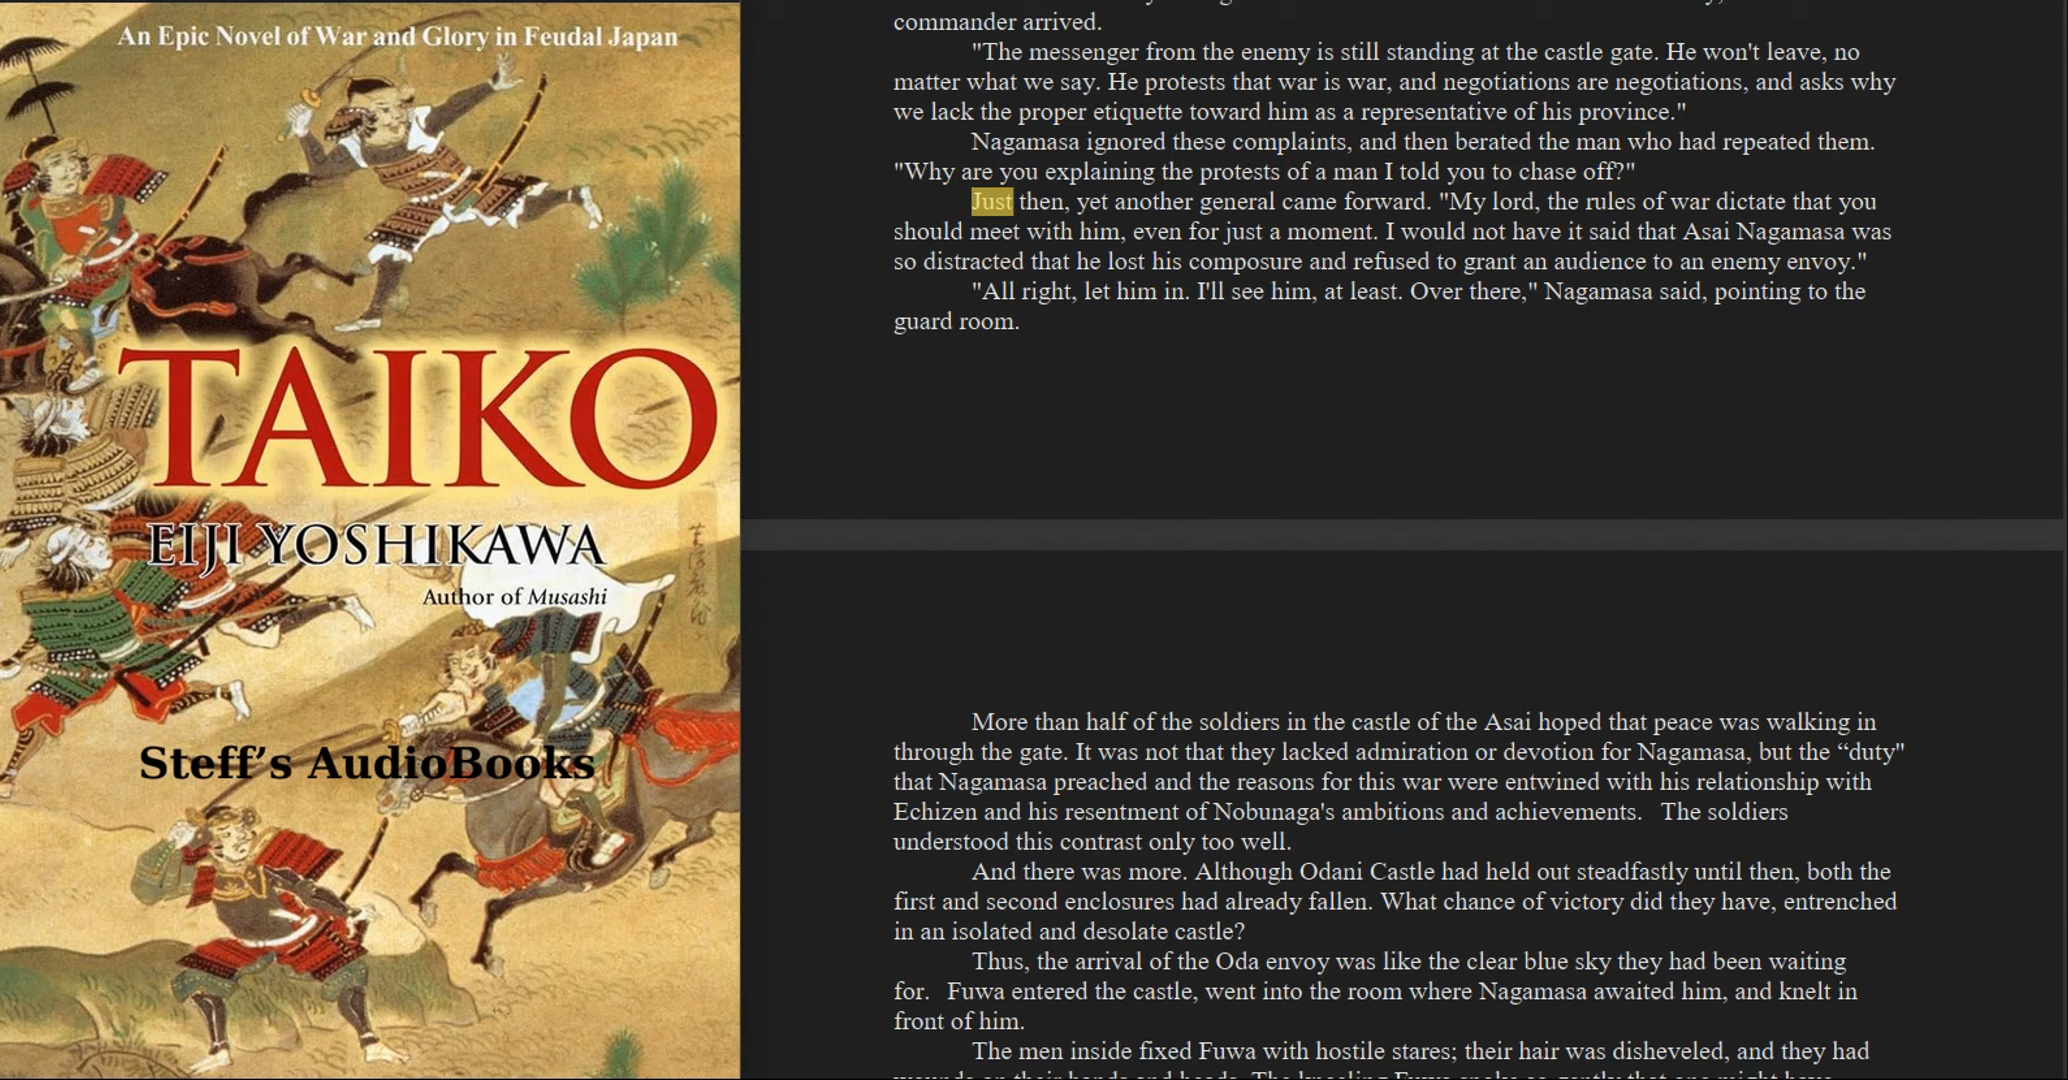 An Epic Novel of War and Glory in Feudal Japan
TAIKO
EIJI YOSHIKAWA
Author of Musashi
Steff's AudioBooks
commander arrived.
"The messenger from the enemy is still standing at the castle gate. He won't leave, no
matter what we say. He protests that war is war, and negotiations are negotiations, and asks why
we lack the proper etiquette toward him as a representative of his province."
Nagamasa ignored these complaints, and then berated the man who had repeated them.
"Why are you explaining the protests of a man I told you to chase off?"
Just then, yet another general came forward. "My lord, the rules of war dictate that you
should meet with him, even for just a moment. I would not have it said that Asai Nagamasa was
so distracted that he lost his composure and refused to grant an audience to an enemy envoy."
"All right, let him in. I'll see him, at least. Over there," Nagamasa said, pointing to the
guard room.
More than half of the soldiers in the castle of the Asai hoped that peace was walking in
through the gate. It was not that they lacked admiration or devotion for Nagamasa, but the “duty"
that Nagamasa preached and the reasons for this war were entwined with his relationship with
Echizen and his resentment of Nobunaga's ambitions and achievements. The soldiers
understood this contrast only too well.
And there was more. Although Odani Castle had held out steadfastly until then, both the
first and second enclosures had already fallen. What chance of victory did they have, entrenched
in an isolated and desolate castle?
Thus, the arrival of the Oda envoy was like the clear blue sky they had been waiting
for. Fuwa entered the castle, went into the room where Nagamasa awaited him, and knelt in
front of him.
The men inside fixed Fuwa with hostile stares; their hair was disheveled, and they had